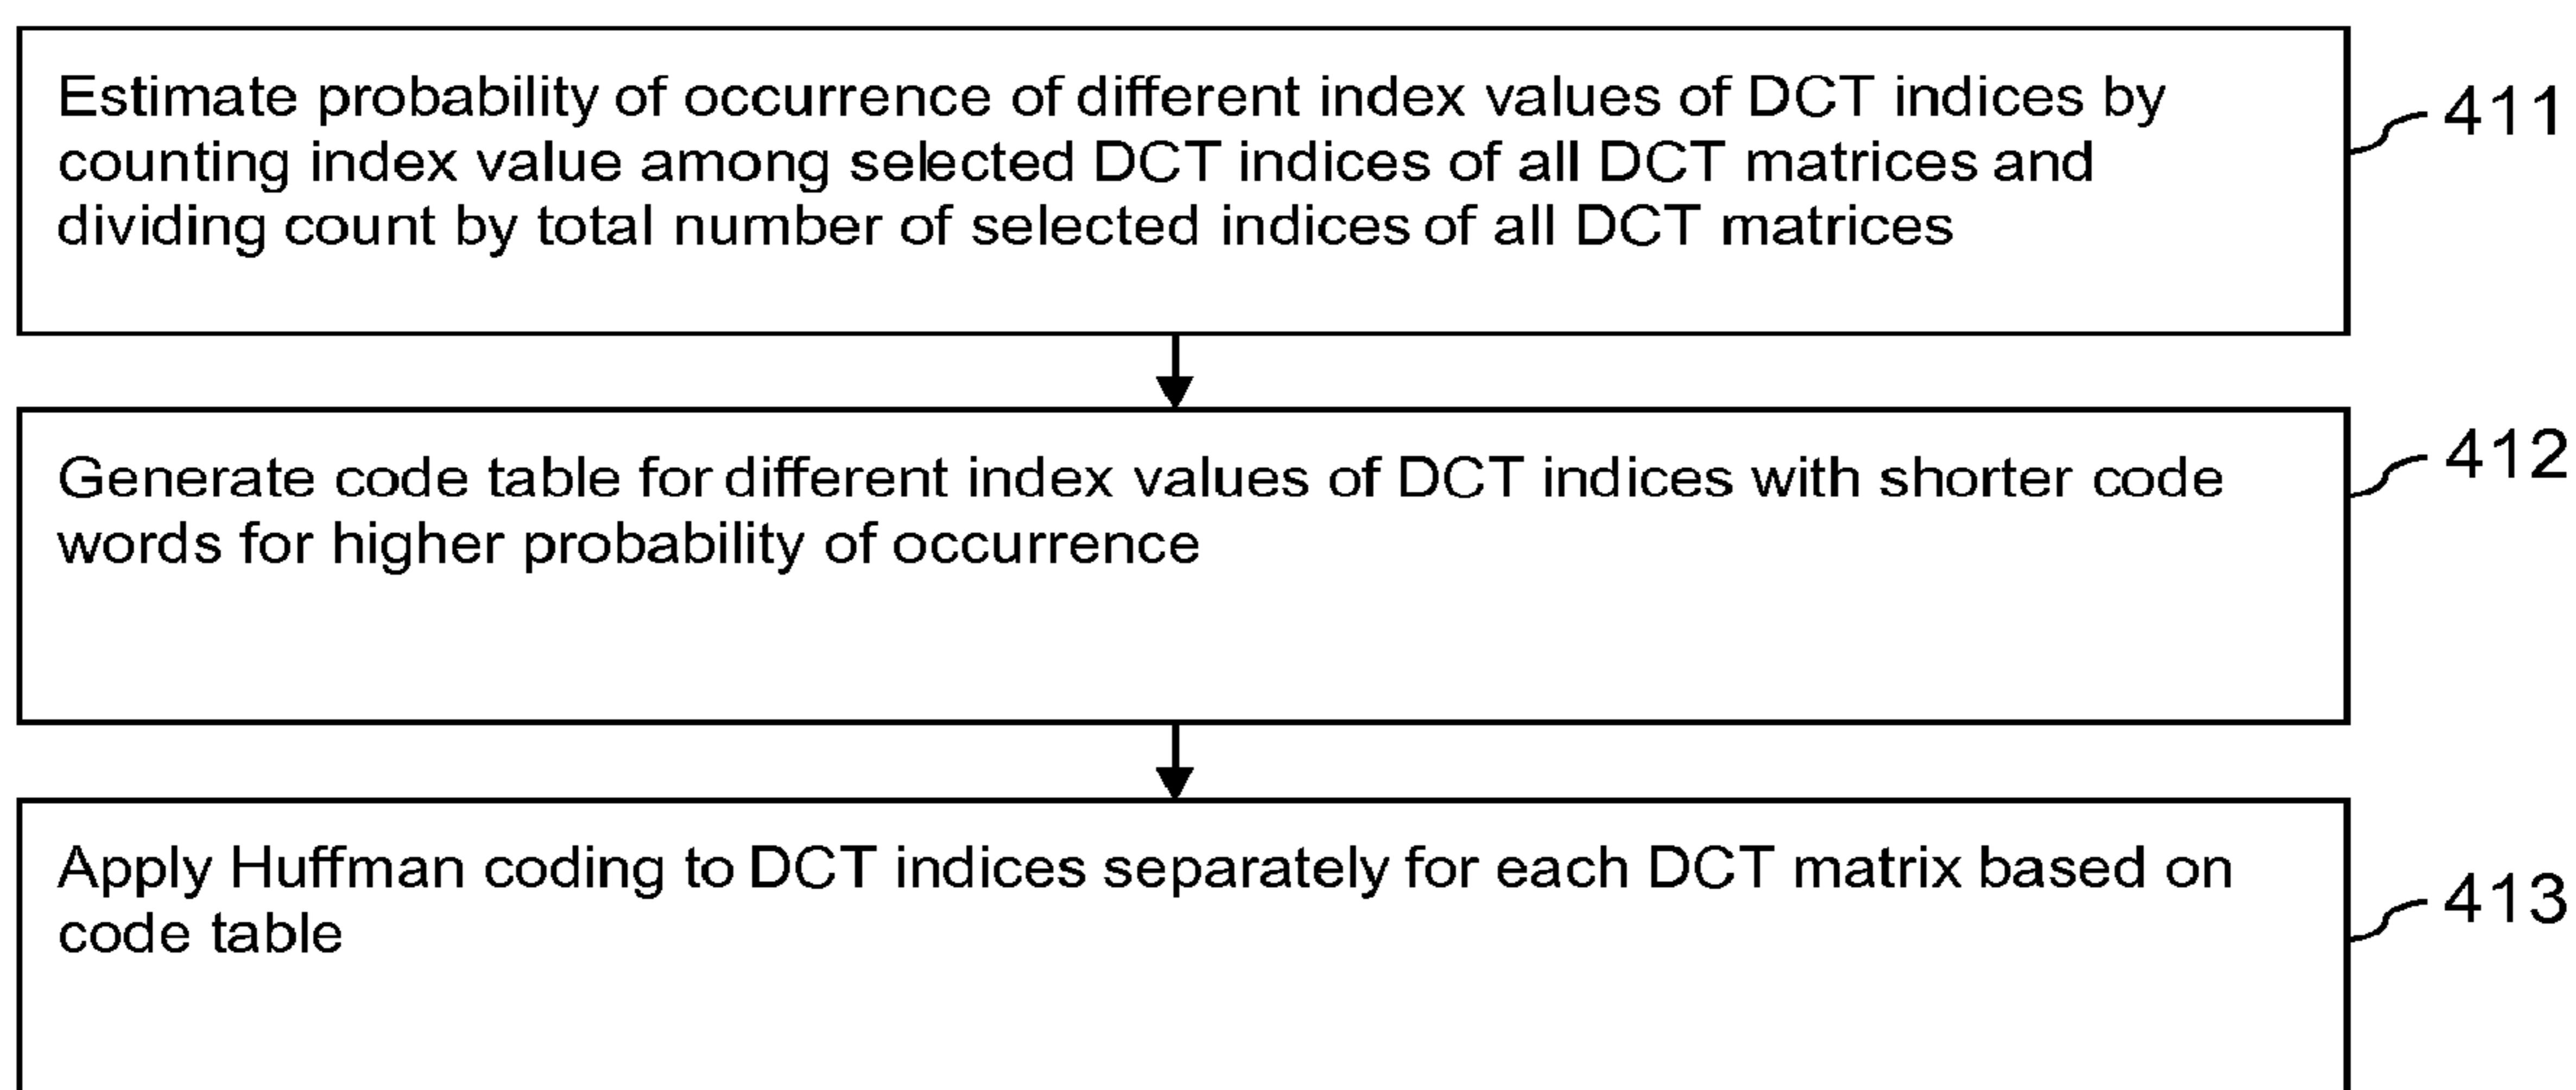 Estimate probability of occurrence of different index values of DCT indices by
counting index value among selected DCT indices of all DCT matrices and
dividing count by total number of selected indices of all DCT matrices
411
Generate code table for different index values of DCT indices with shorter code
words for higher probability of occurrence
412
Apply Huffman coding to DCT indices separately for each DCT matrix based on
code table
413